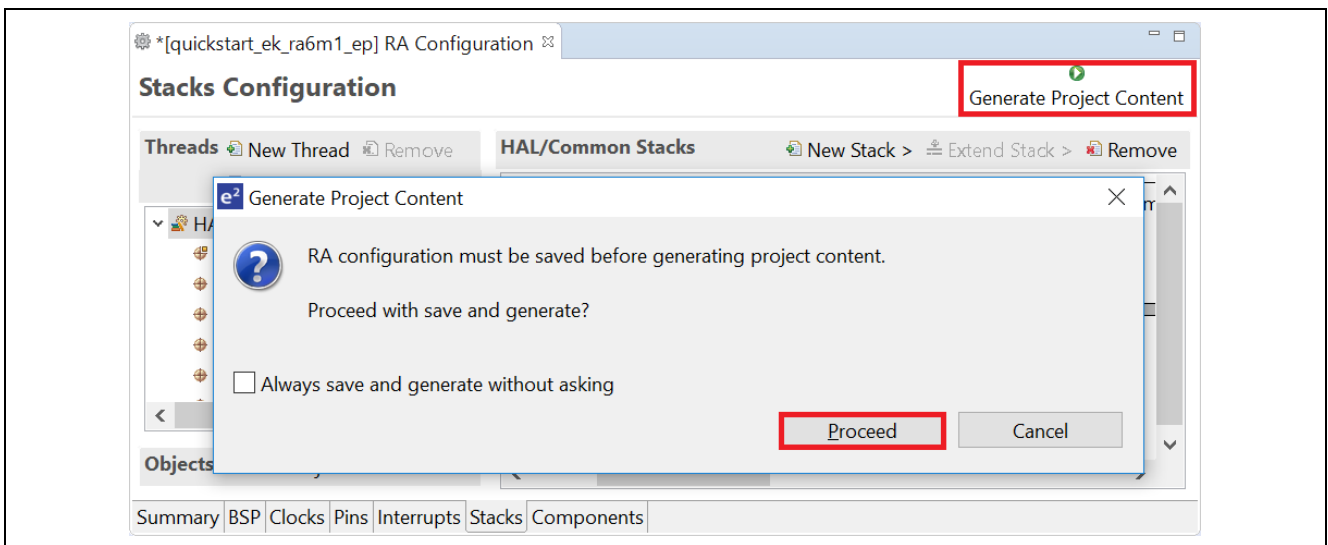 *[quickstart_ek_ra6m1_ep] RA Configuration
Stacks Configuration
Generate Project Content
Threads New Thread Remove
HAL/Common Stacks New Stack > Extend Stack > Remove
e² Generate Project Content
RA configuration must be saved before generating project content.
Proceed with save and generate?
Always save and generate without asking
Proceed Cancel
Objects
Summary BSP Clocks Pins Interrupts Stacks Components